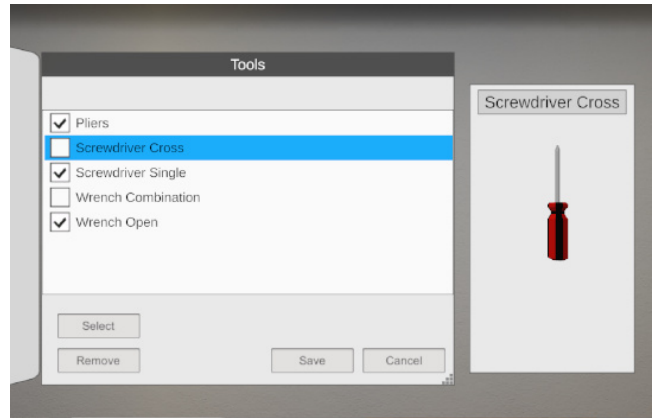 Tools
Pliers
Screwdriver Cross
Screwdriver Single
Wrench Combination
Wrench Open
Select
Remove
Save
Cancel
Screwdriver Cross